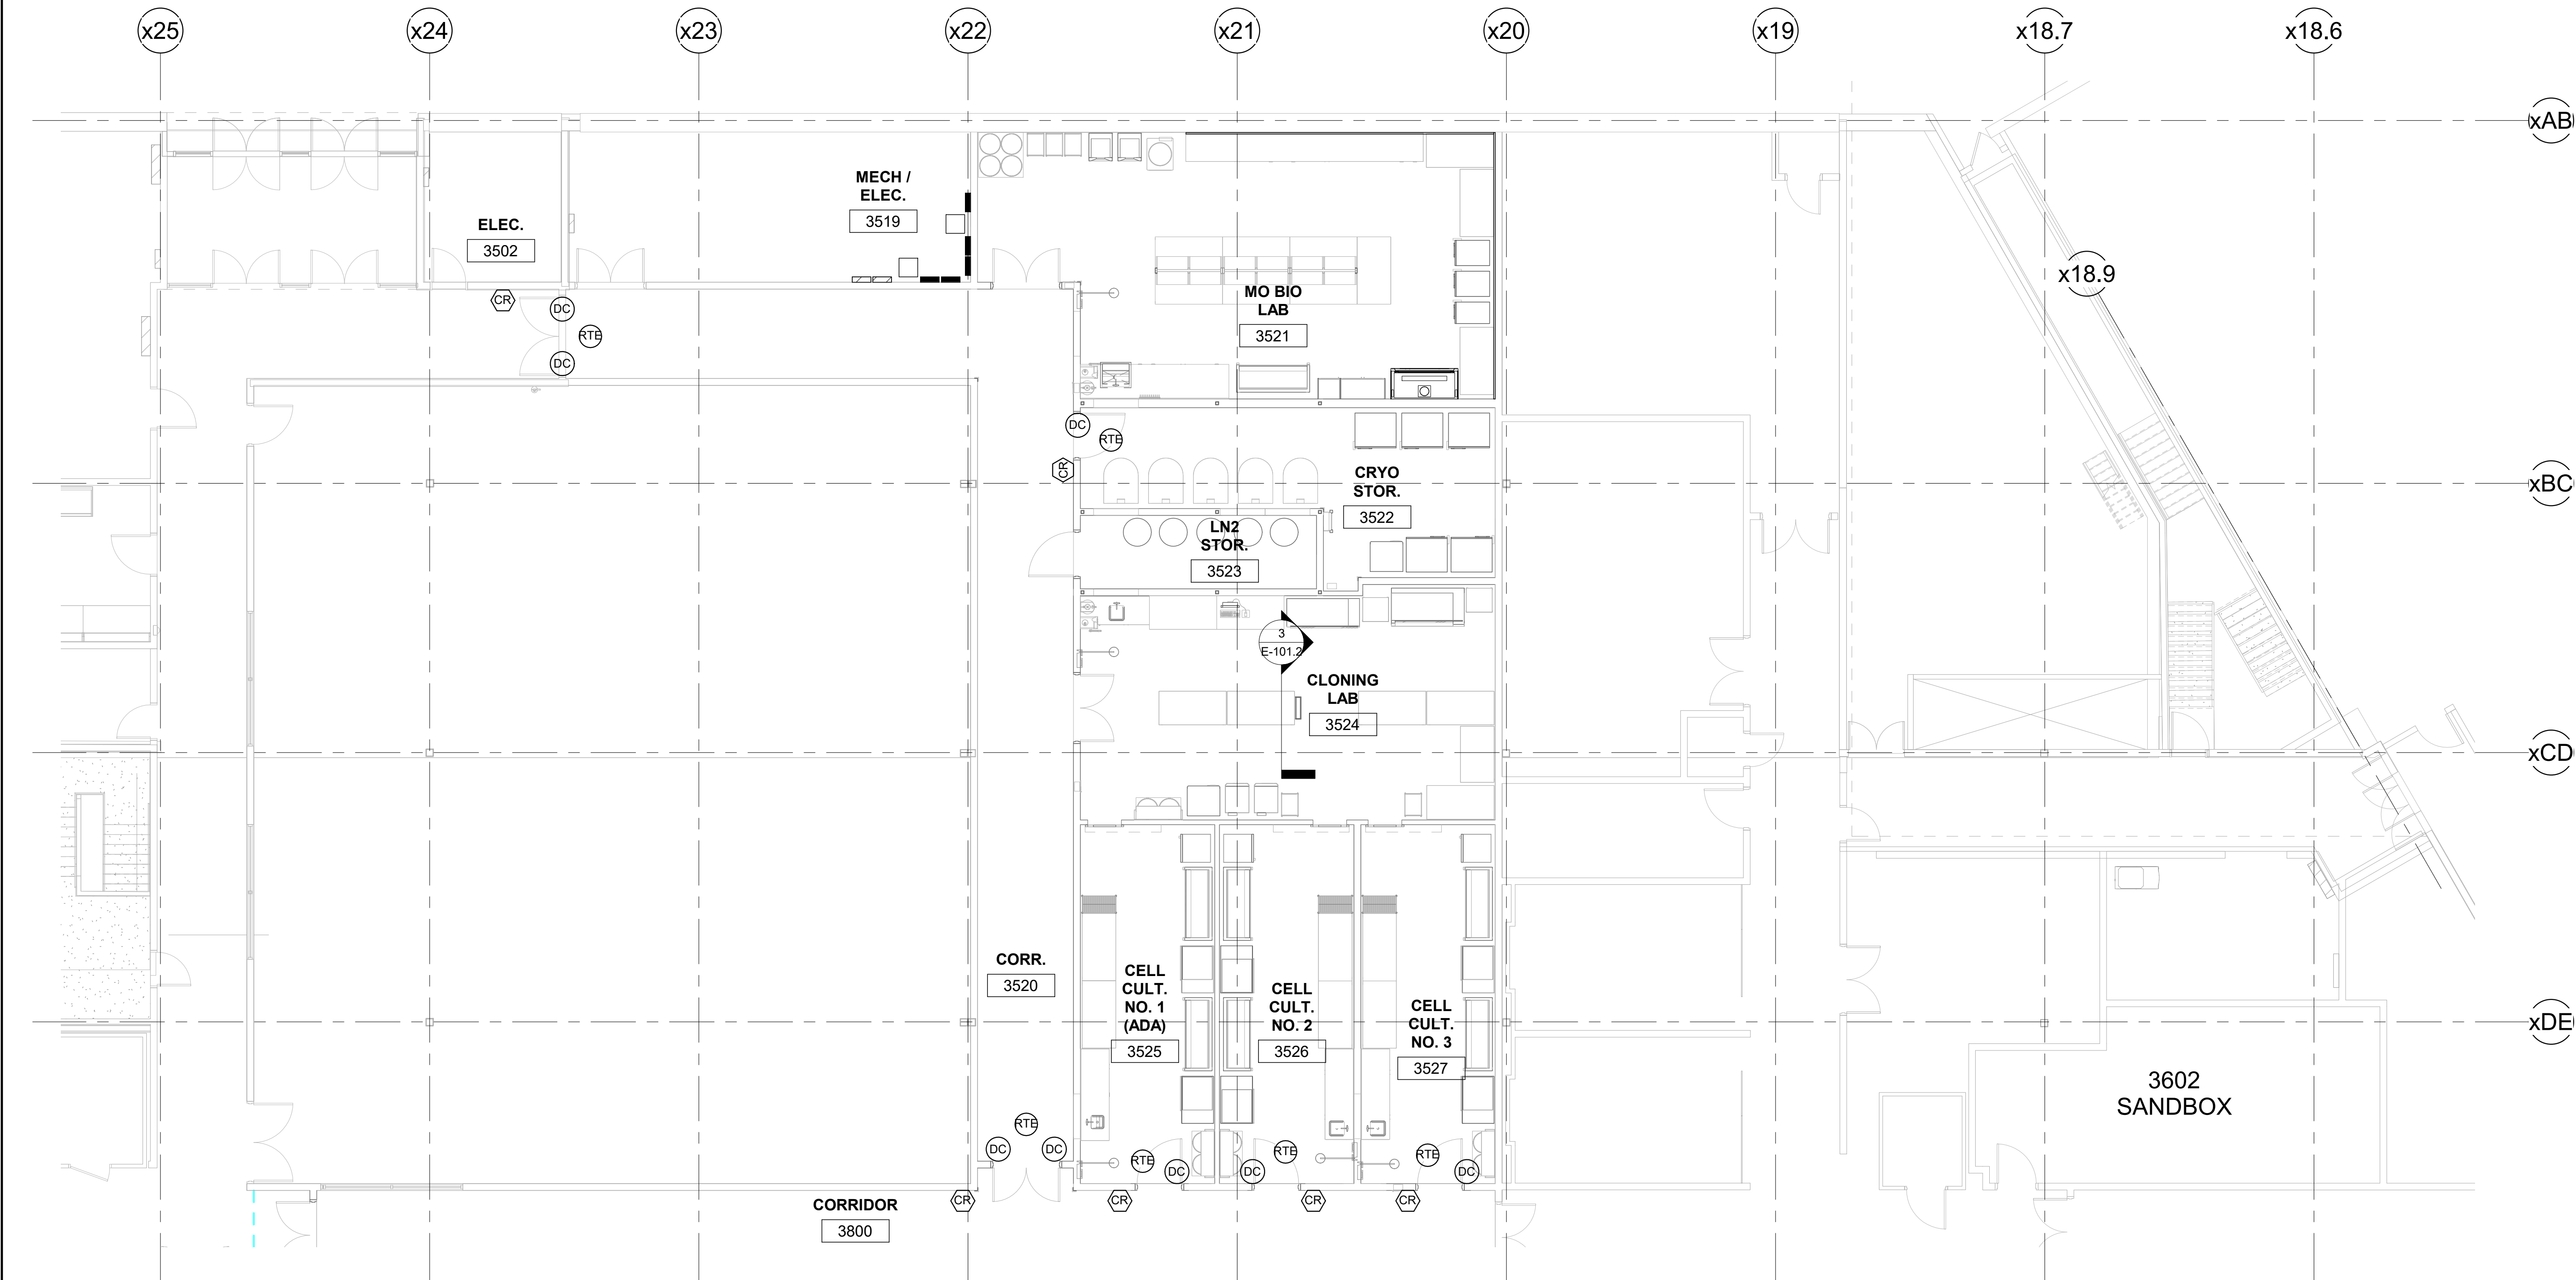 x25
x24
x23
x22
x21
x20
x19
x18.7
x18.6
xAB
MECH /
ELEC.
3519
ELEC.
3502
x18.9
CR
DC
RTE
DC
MO BIO
LAB
3521
DC
RTE
CR
CRYO
STOR.
3522
xBC
LN2
STOR.
3523
3
E-101.2
CLONING
LAB
3524
xCD
CORR.
3520
CELL
CULT.
NO. 1
(ADA)
3525
CELL
CULT.
NO. 2
3526
CELL
CULT.
NO. 3
3527
xDE
3602
SANDBOX
RTE
DC
DC
RTE
DC
DC
RTE
RTE
DC
CR
CR
CR
CR
CORRIDOR
3800